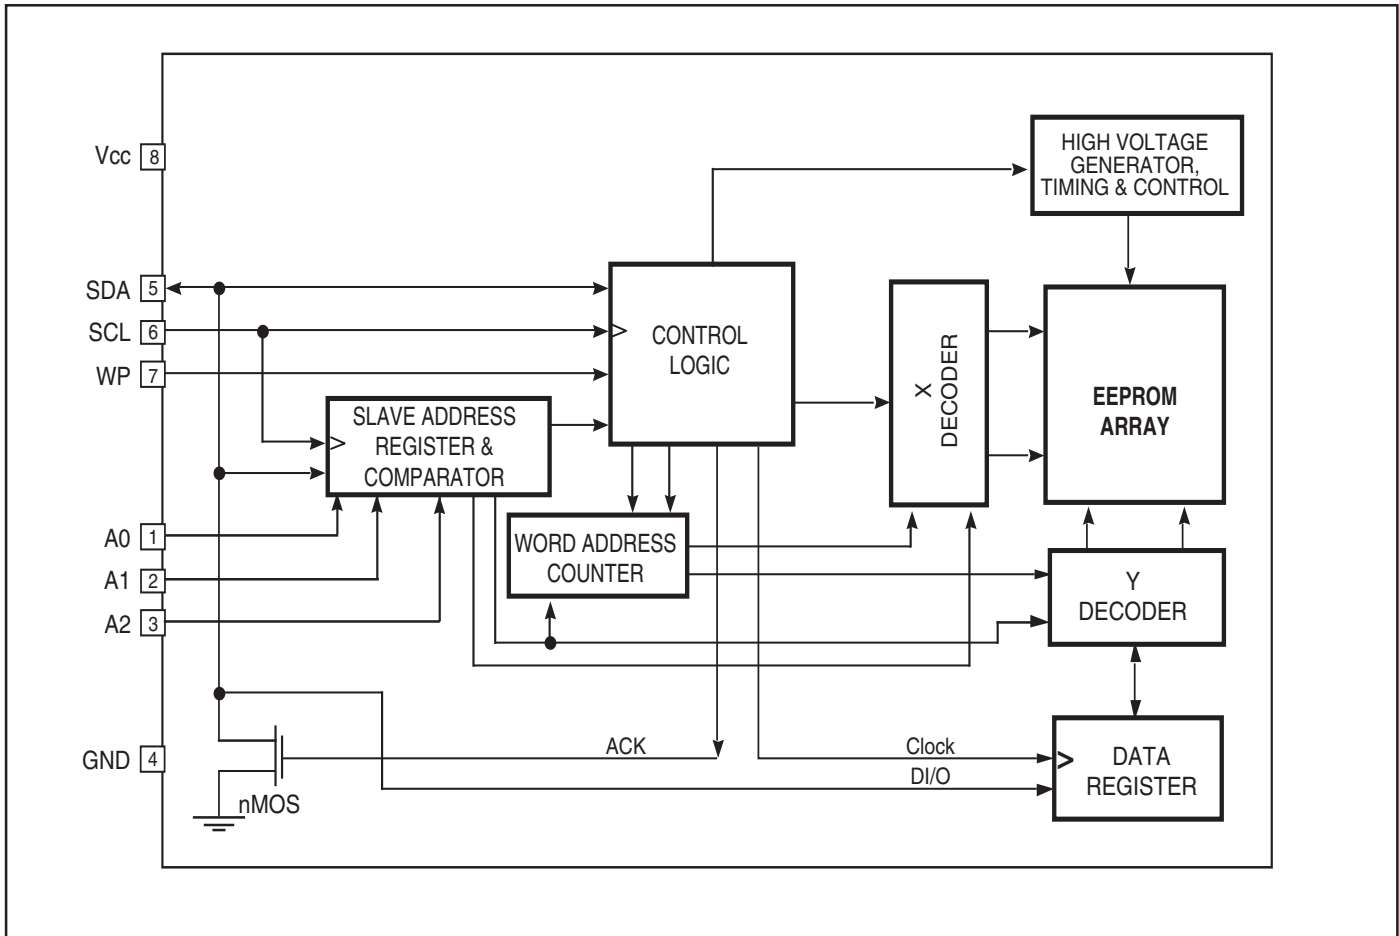 HIGH VOLTAGE
GENERATOR,
TIMING & CONTROL
Vcc 8
SDA 5
SCL 6
WP 7
CONTROL
LOGIC
X
DECODER
EEPROM
ARRAY
SLAVE ADDRESS
REGISTER &
COMPARATOR
A0 1
A1 2
A2 3
WORD ADDRESS
COUNTER
Y
DECODER
GND 4
nMOS
ACK
Clock
DI/O
DATA
REGISTER